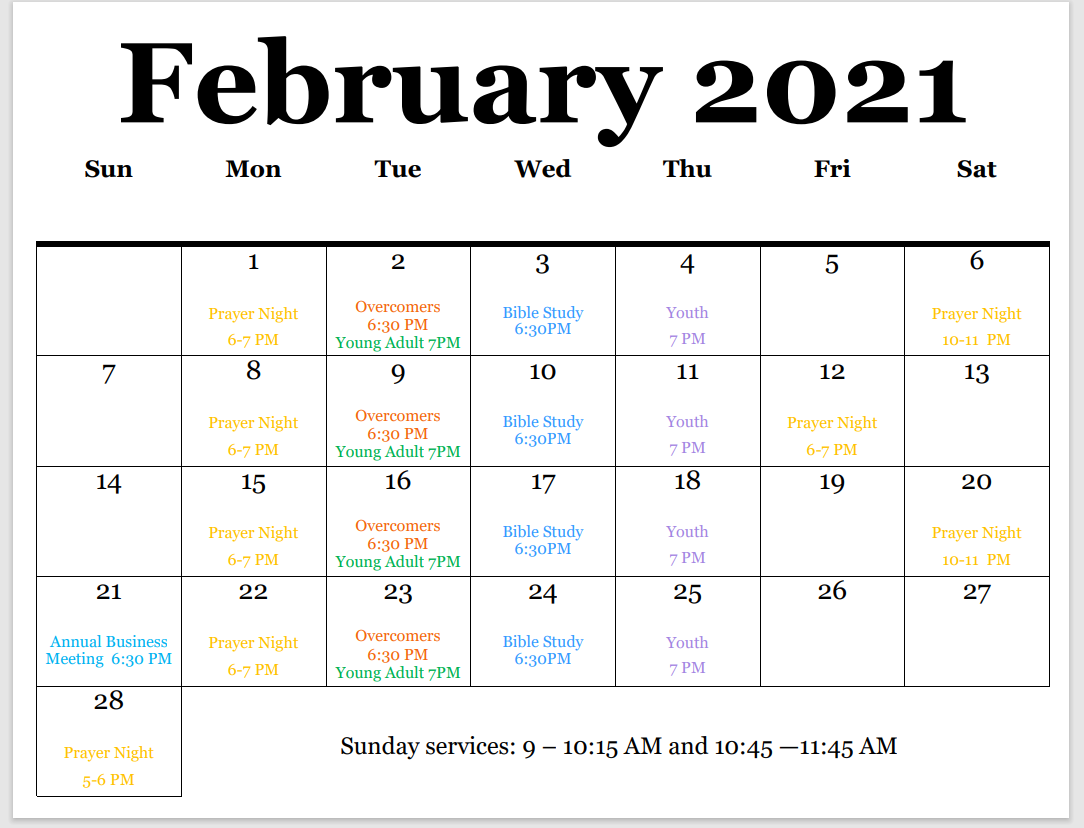 February 2021
Sun Mon Tue Wed Thu Fri Sat
1
Prayer Night
6-7 PM
2
Overcomers
6:30 PM
Young Adult 7PM
3
Bible Study
6:30PM
4
Youth
7 PM
5
6
Prayer Night
10-11 PM
7
8
Prayer Night
6-7 PM
9
Overcomers
6:30 PM
Young Adult 7PM
10
Bible Study
6:30PM
11
Youth
7 PM
12
Prayer Night
6-7 PM
13
14
15
Prayer Night
6-7 PM
16
Overcomers
6:30 PM
Young Adult 7PM
17
Bible Study
6:30PM
18
Youth
7 PM
19
20
Prayer Night
10-11 PM
21
Annual Business
Meeting 6:30 PM
22
Prayer Night
6-7 PM
23
Overcomers
6:30 PM
Young Adult 7PM
24
Bible Study
6:30PM
25
Youth
7 PM
26
27
28
Prayer Night
5-6 PM
Sunday services: 9 – 10:15 AM and 10:45 —11:45 AM